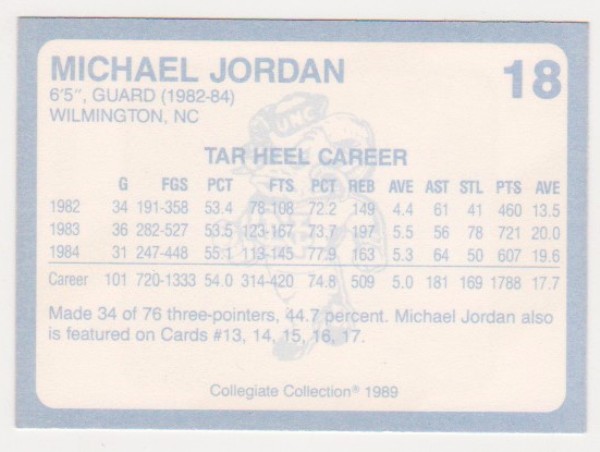 MICHAEL JORDAN 18
6'5", GUARD (1982-84)
WILMINGTON, NC
UNC
TAR HEEL CAREER
G FGS PCT FTS PCT REB AVE AST STL PTS AVE
1982 34 191-358 53.4 78-108 72.2 149 4.4 61 41 460 13.5
1983 36 282-527 53.5 123-167 73.7 197 5.5 56 78 721 20.0
1984 31 247-448 55.1 113-145 77.9 163 5.3 64 50 607 19.6
Career 101 720-1333 54.0 314-420 74.8 509 5.0 181 169 1788 17.7
Made 34 of 76 three-pointers, 44.7 percent. Michael Jordan also
is featured on Cards #13, 14, 15, 16, 17.
Collegiate Collection® 1989